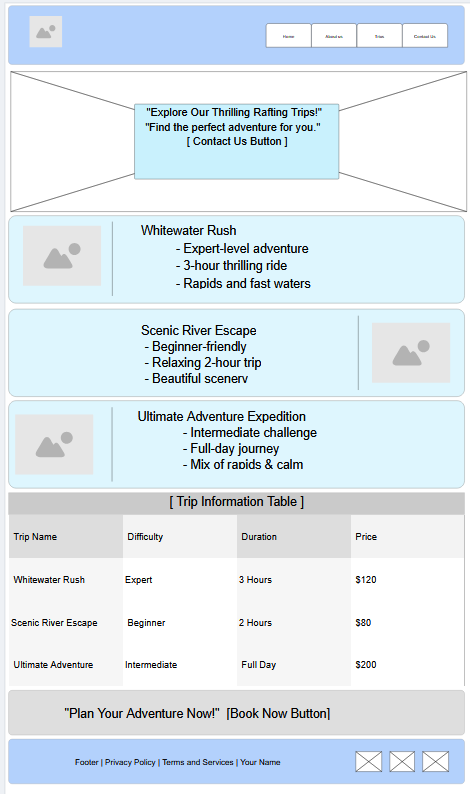 Home About us Trips Contact Us
"Explore Our Thrilling Rafting Trips!"
"Find the perfect adventure for you."
[ Contact Us Button ]
Whitewater Rush
- Expert-level adventure
- 3-hour thrilling ride
- Rapids and fast waters
Scenic River Escape
- Beginner-friendly
- Relaxing 2-hour trip
- Beautiful scenery
Ultimate Adventure Expedition
- Intermediate challenge
- Full-day journey
- Mix of rapids & calm
[ Trip Information Table ]
Trip Name Difficulty Duration Price
Whitewater Rush Expert 3 Hours $120
Scenic River Escape Beginner 2 Hours $80
Ultimate Adventure Intermediate Full Day $200
"Plan Your Adventure Now!" [Book Now Button]
Footer | Privacy Policy | Terms and Services | Your Name